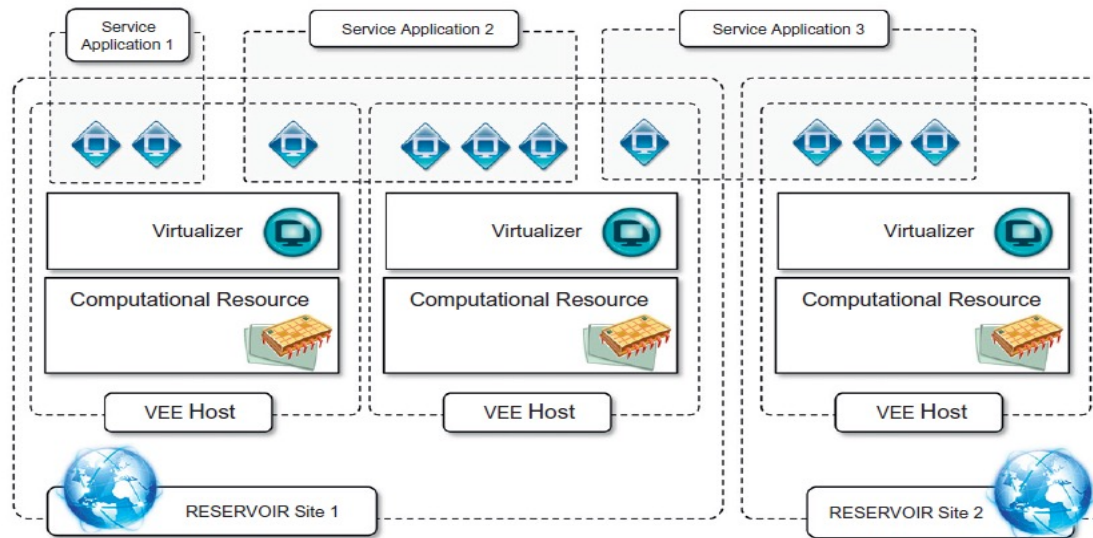 Service
Application 1
Service Application 2
Service Application 3
Virtualizer
Virtualizer
Virtualizer
Computational Resource
Computational Resource
Computational Resource
VEE Host
VEE Host
VEE Host
RESERVOIR Site 1
RESERVOIR Site 2